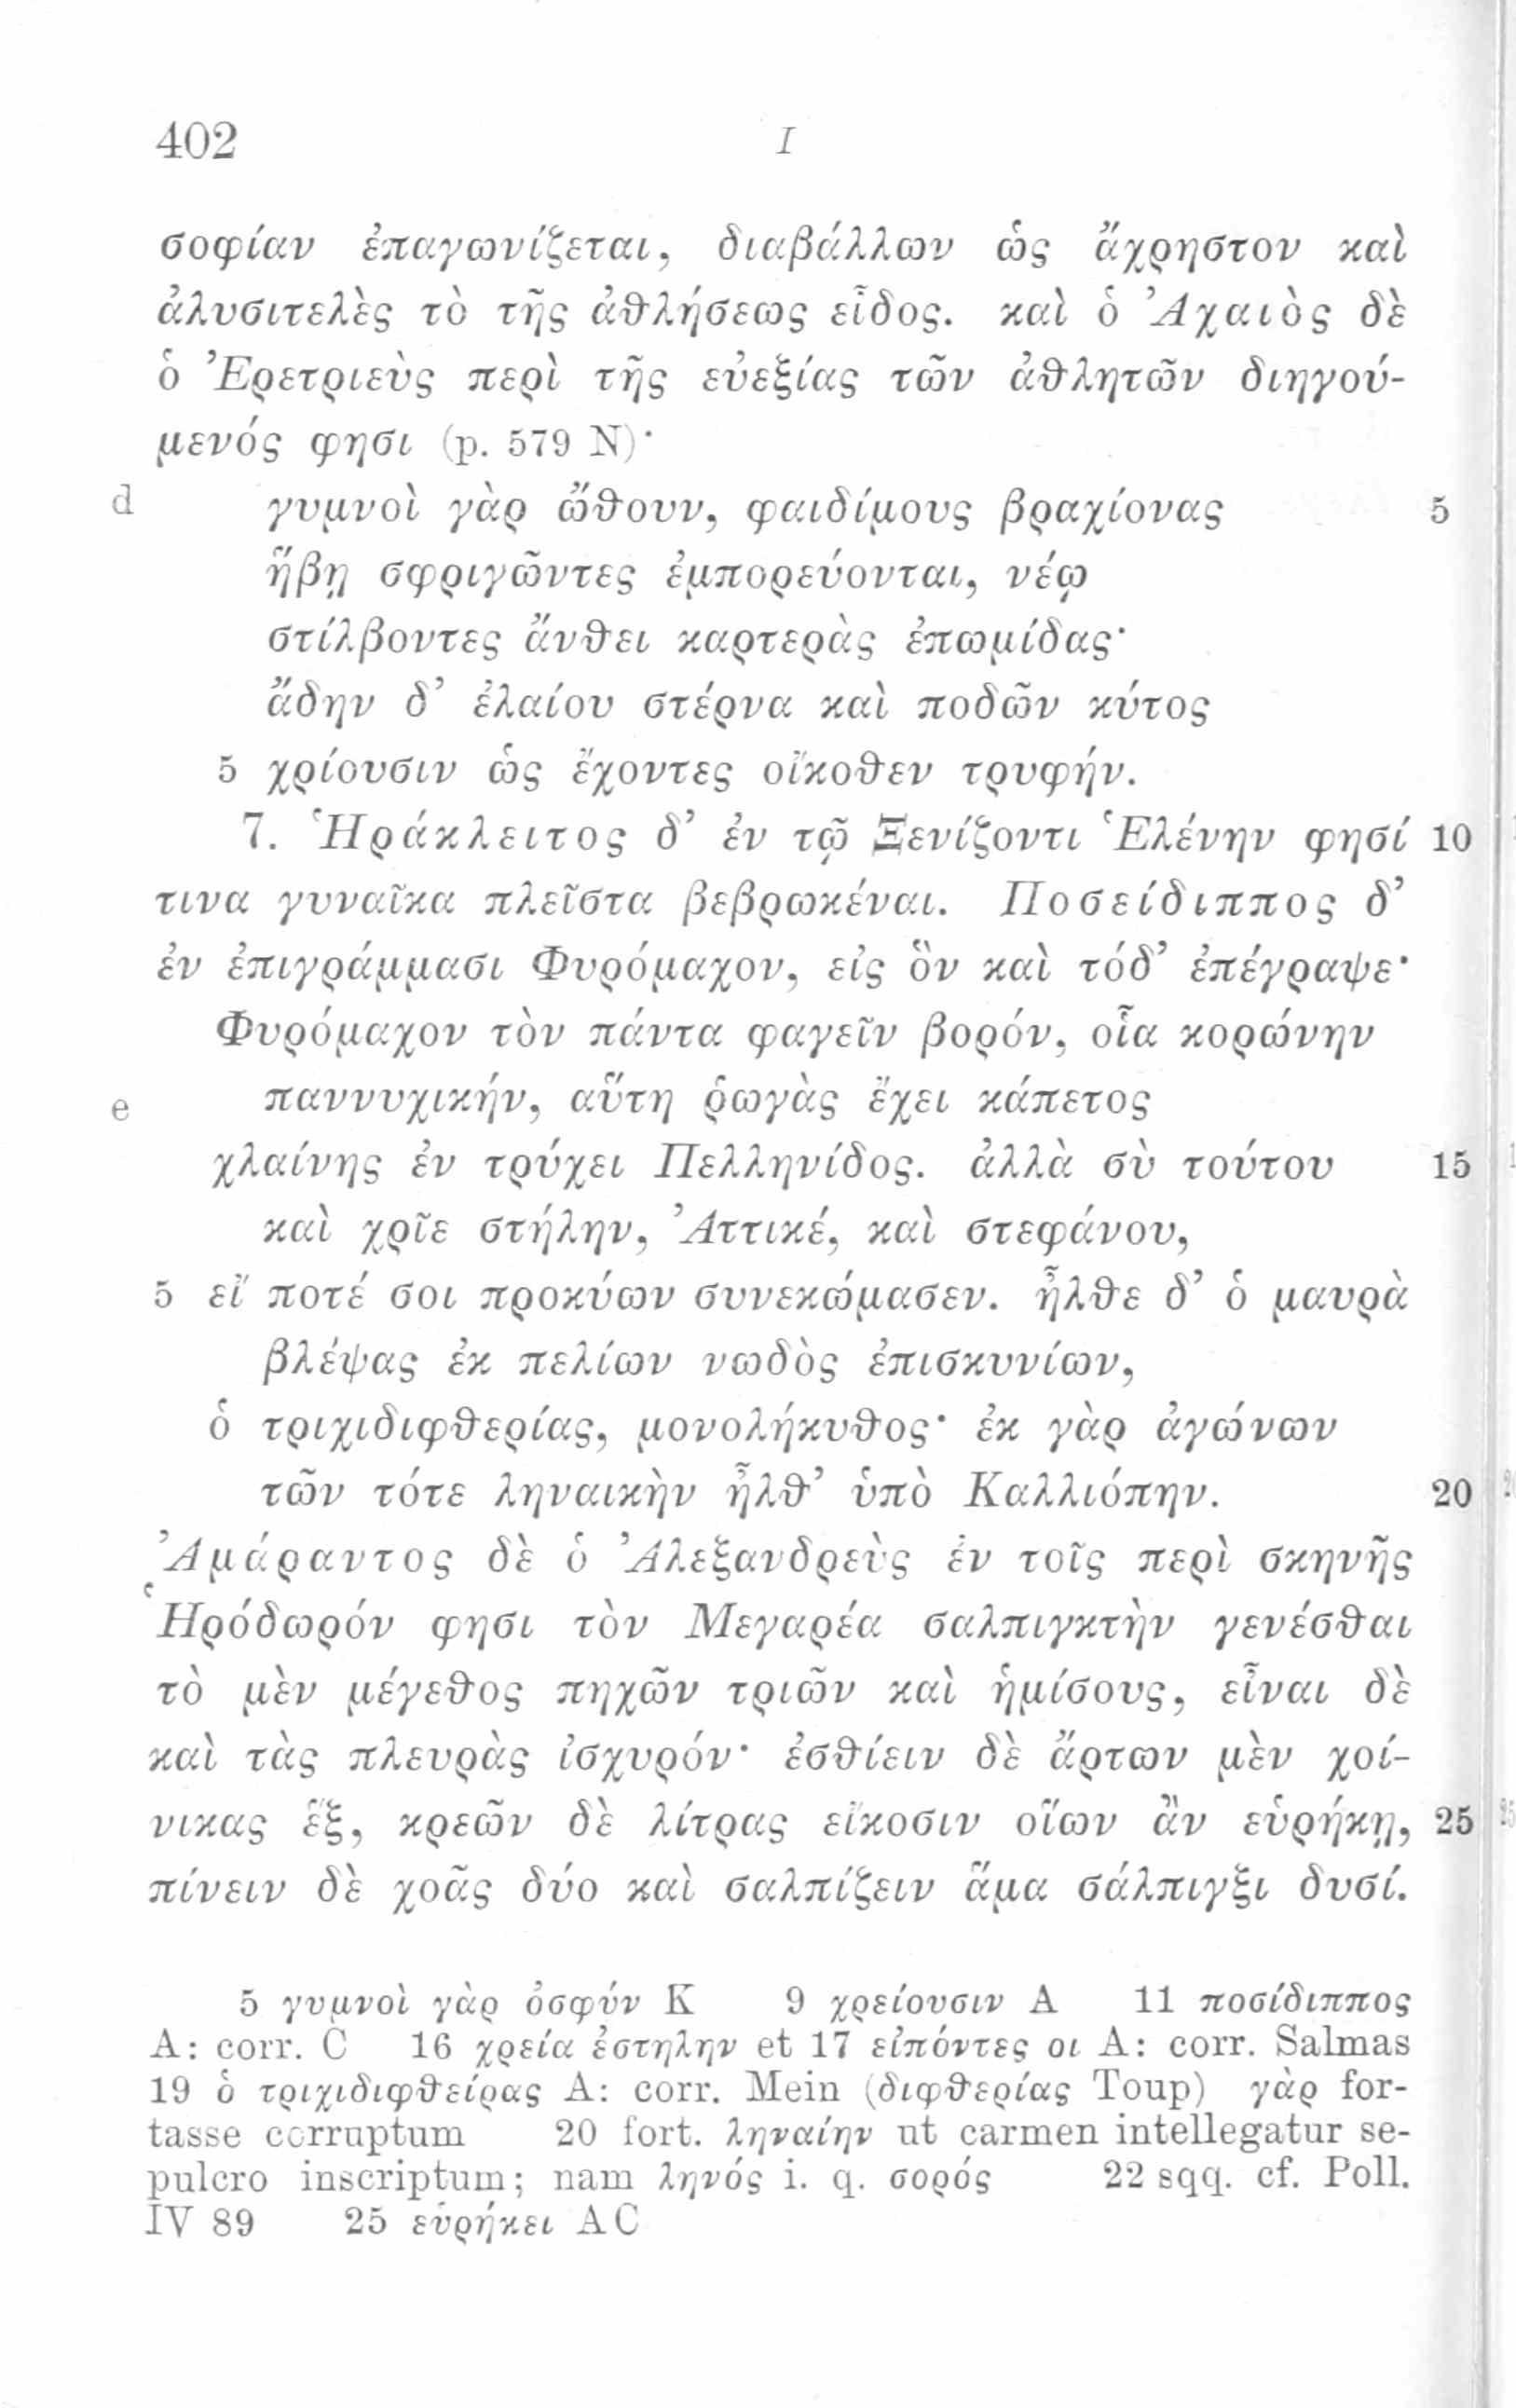 402 I
σοφίαν ἐπαγωνίζεται, διαβάλλων ὡς ἄχρηστον καὶ
ἀλυσιτελὲς τὸ τῆς ἀθλήσεως εἶδος. καὶ ὁ Ἀχαιὸς δὲ
ὁ Ἐρετριεὺς περὶ τῆς εὐεξίας τῶν ἀθλητῶν διηγού-
μενός φησι (p. 579 N)·
d γυμνοὶ γὰρ ὤθουν, φαιδίμους βραχίονας 5
ἥβῃ σφριγῶντες ἐμπορεύονται, νέῳ
στίλβοντες ἄνθει καρτερὰς ἐπωμίδας·
ἄδην δ’ ἐλαίου στέρνα καὶ ποδῶν κύτος
5 χρίουσιν ὡς ἔχοντες οἴκοθεν τρυφήν.
7. Ἡράκλειτος δ’ ἐν τῷ Ξενίζοντι Ἑλένην φησί 10
τινα γυναῖκα πλεῖστα βεβρωκέναι. Ποσείδιππος δ’
ἐν ἐπιγράμμασι Φυρόμαχον, εἰς ὃν καὶ τόδ’ ἐπέγραψε·
Φυρόμαχον τὸν πάντα φαγεῖν βορόν, οἷα κορώνην
e παννυχικήν, αὕτη ῥωγὰς ἔχει κάπετος
χλαίνης ἐν τρύχει Πελληνίδος. ἀλλὰ σὺ τούτου 15
καὶ χρῖε στήλην, Ἀττικέ, καὶ στεφάνου,
5 εἴ ποτέ σοι προκύων συνεκώμασεν. ἦλθε δ’ ὁ μαυρὰ
βλέψας ἐκ πελίων νωδὸς ἐπισκυνίων,
ὁ τριχιδιφθερίας, μονολήκυθος· ἐκ γὰρ ἀγώνων
τῶν τότε ληναικὴν ἦλθ’ ὑπὸ Καλλιόπην. 20
Ἀμάραντος δὲ ὁ Ἀλεξανδρεὺς ἐν τοῖς περὶ σκηνῆς
Ἡρόδωρόν φησι τὸν Μεγαρέα σαλπιγκτὴν γενέσθαι
τὸ μὲν μέγεθος πηχῶν τριῶν καὶ ἡμίσους, εἶναι δὲ
καὶ τὰς πλευρὰς ἰσχυρόν· ἐσθίειν δὲ ἄρτων μὲν χοί-
νικας ἕξ, κρεῶν δὲ λίτρας εἴκοσιν οἵων ἂν εὑρήκῃ, 25
πίνειν δὲ χοᾶς δύο καὶ σαλπίζειν ἅμα σάλπιγξι δυσί.
5 γυμνοὶ γὰρ ὀσφύν K 9 χρείουσιν A 11 ποσίδιππος
A: corr. C 16 χρεία ἐστηλην et 17 εἰπόντες οι A: corr. Salmas
19 ὁ τριχιδιφθείρας A: corr. Mein (διφθερίας Toup) γὰρ for-
tasse corruptum 20 fort. ληναίην ut carmen intellegatur se-
pulcro inscriptum; nam ληνός i. q. σορός 22 sqq. cf. Poll.
IV 89 25 εὑρήκει AC